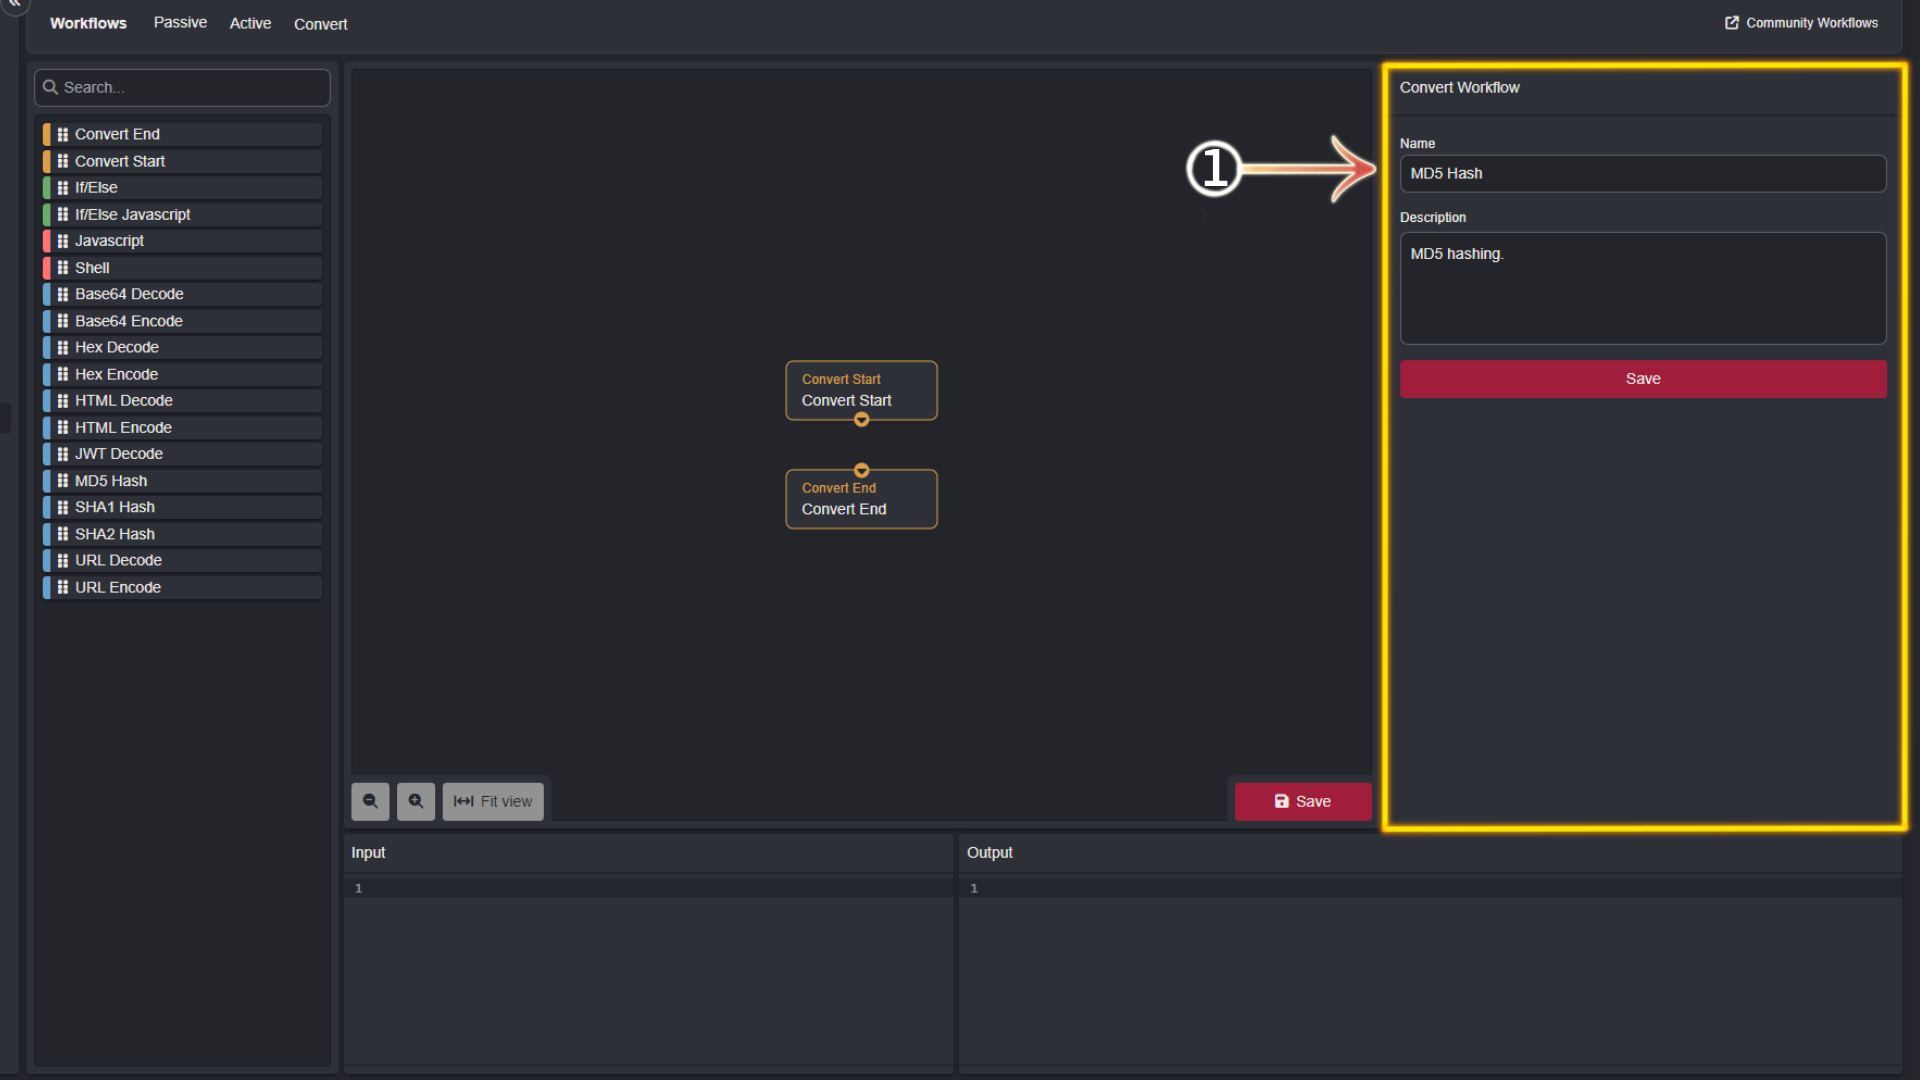 Workflows Passive Active Convert
Community Workflows
Search...
Convert End
Convert Start
If/Else
If/Else Javascript
Javascript
Shell
Base64 Decode
Base64 Encode
Hex Decode
Hex Encode
HTML Decode
HTML Encode
JWT Decode
MD5 Hash
SHA1 Hash
SHA2 Hash
URL Decode
URL Encode
Convert Start
Convert Start
Convert End
Convert End
Fit view
Save
1
Convert Workflow
Name
MD5 Hash
Description
MD5 hashing.
Save
Input
1
Output
1